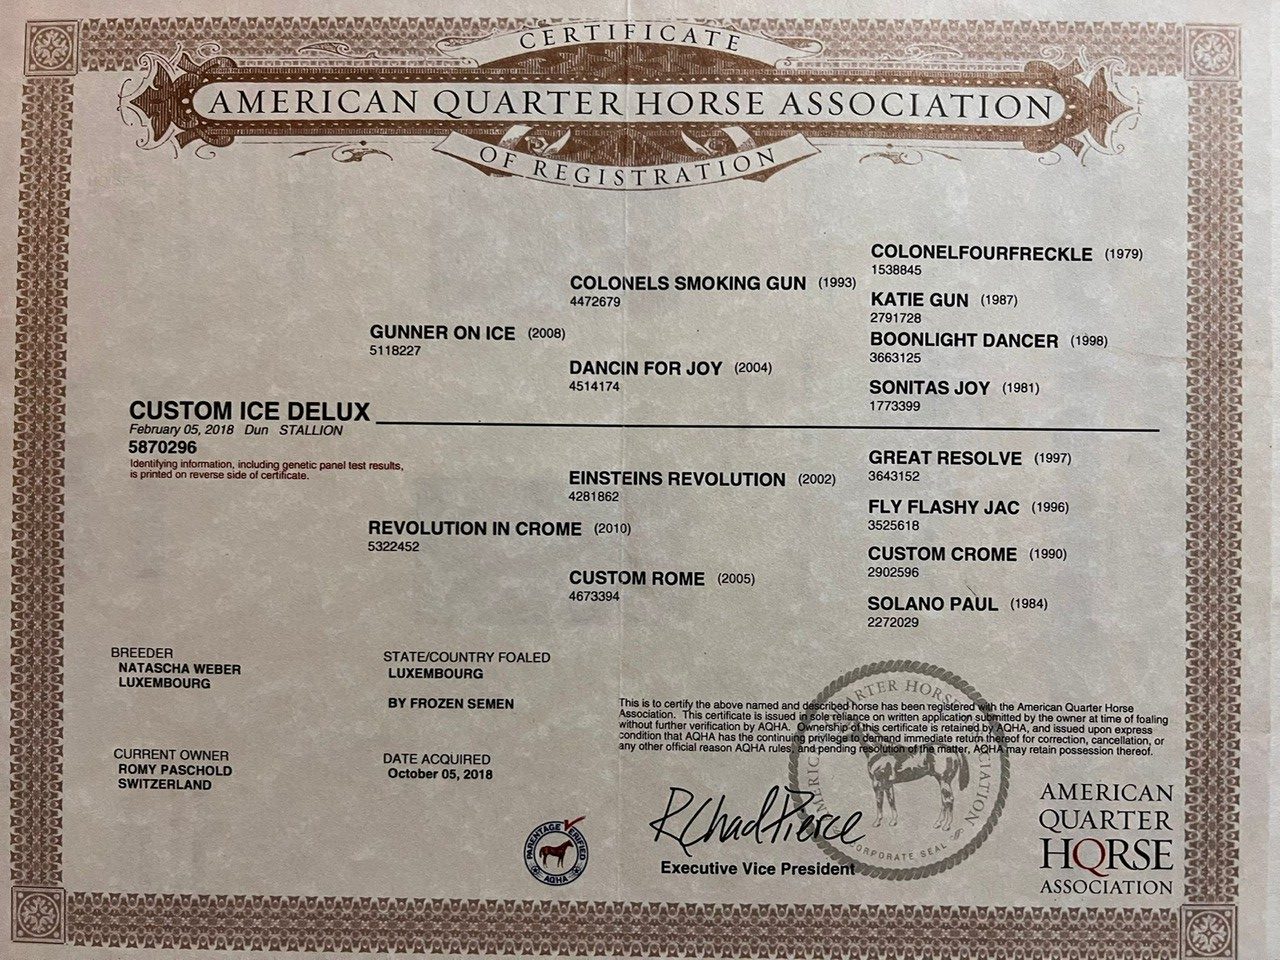 CERTIFICATE
AMERICAN QUARTER HORSE ASSOCIATION
OF REGISTRATION
COLONELFOURFRECKLE (1979)
1538845
COLONELS SMOKING GUN (1993)
4472679
KATIE GUN (1987)
2791728
GUNNER ON ICE (2008)
5118227
BOONLIGHT DANCER (1998)
3663125
DANCIN FOR JOY (2004)
4514174
SONITAS JOY (1981)
1773399
CUSTOM ICE DELUX
February 05, 2018 Dun STALLION
5870296
Identifying information, including genetic panel test results,
is printed on reverse side of certificate.
GREAT RESOLVE (1997)
3643152
EINSTEINS REVOLUTION (2002)
4281862
FLY FLASHY JAC (1996)
3525618
REVOLUTION IN CROME (2010)
5322452
CUSTOM CROME (1990)
2902596
CUSTOM ROME (2005)
4673394
SOLANO PAUL (1984)
2272029
BREEDER
NATASCHA WEBER
LUXEMBOURG
STATE/COUNTRY FOALED
LUXEMBOURG
BY FROZEN SEMEN
CURRENT OWNER
ROMY PASCHOLD
SWITZERLAND
DATE ACQUIRED
October 05, 2018
This is to certify the above named and described horse has been registered with the American Quarter Horse
Association. This certificate is issued in sole reliance on written application submitted by the owner at time of foaling
without further verification by AQHA. Ownership of this certificate is retained by AQHA, and issued upon express
condition that AQHA has the continuing privilege to demand immediate return thereof for correction, cancellation, or
any other official reason AQHA rules, and pending resolution of the matter, AQHA may retain possession thereof.
PARENTAGE VERIFIED
AQHA
R Chad Pierce
Executive Vice President
CORPORATE SEAL
AMERICAN
QUARTER
HORSE
ASSOCIATION